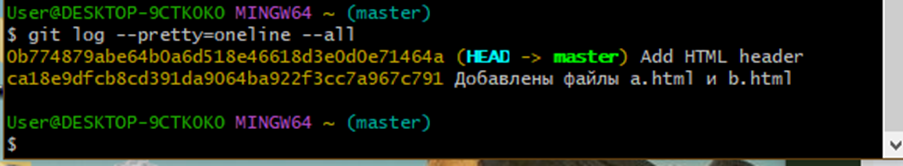 User@DESKTOP-9CTKOKO MINGW64 ~ (master)
$ git log --pretty=oneline --all
0b774879abe64b0a6d518e46618d3e0d0e71464a (HEAD -> master) Add HTML header
ca18e9dfcb8cd391da9064ba922f3cc7a967c791 Добавлены файлы a.html и b.html
User@DESKTOP-9CTKOKO MINGW64 ~ (master)
$